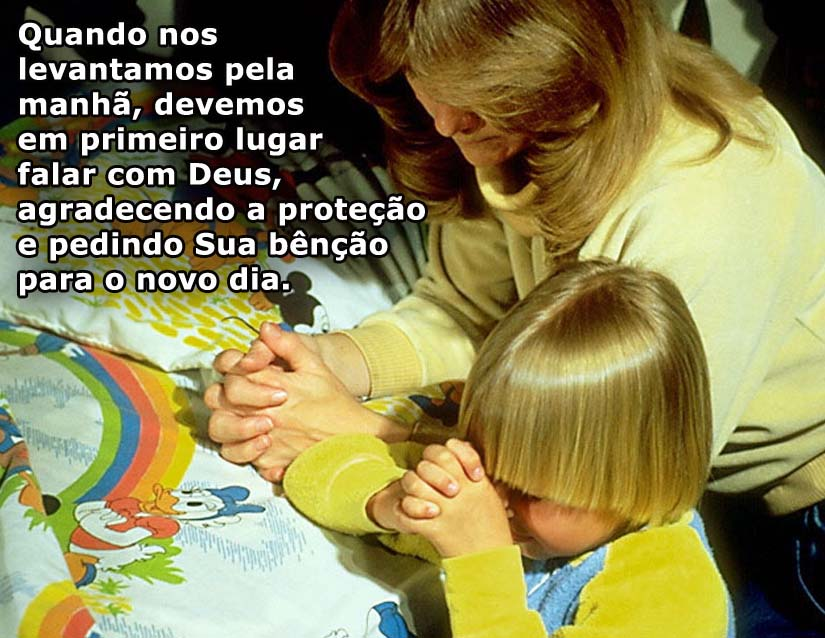 Quando nos
levantamos pela
manhã, devemos
em primeiro lugar
falar com Deus,
agradecendo a proteção
e pedindo Sua bênção
para o novo dia.